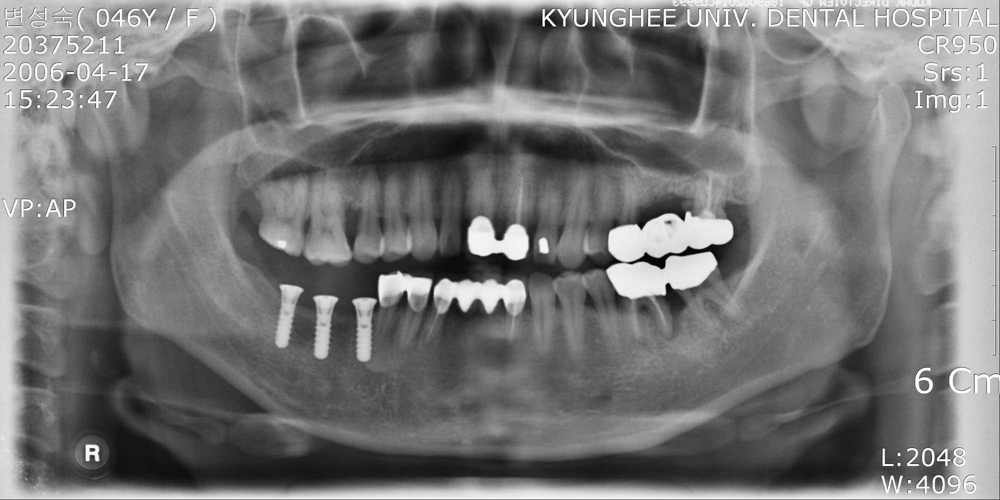 변성숙( 046Y / F )
20375211
2006-04-17
15:23:47
KYUNGHEE UNIV. DENTAL HOSPITAL
CR950
Srs:1
Img:1
VP:AP
6 Cm
R
L:2048
W:4096